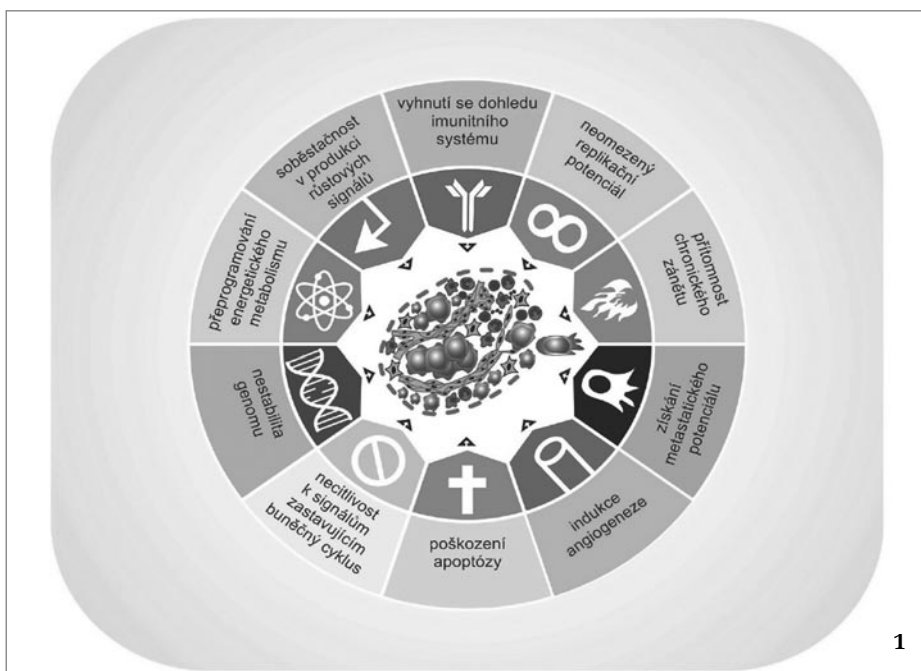 vyhnutí se dohledu
imunitního
systému
neomezený
replikační
potenciál
přítomnost
chronického
zánětu
získání
metastatického
potenciálu
indukce
angiogeneze
poškození
apoptózy
necitlivost
k signálům
zastavujícím
buněčný cyklus
nestabilita
genomu
přeprogramování
energetického
metabolismu
soběstačnost
v produkci
růstových
signálů
1